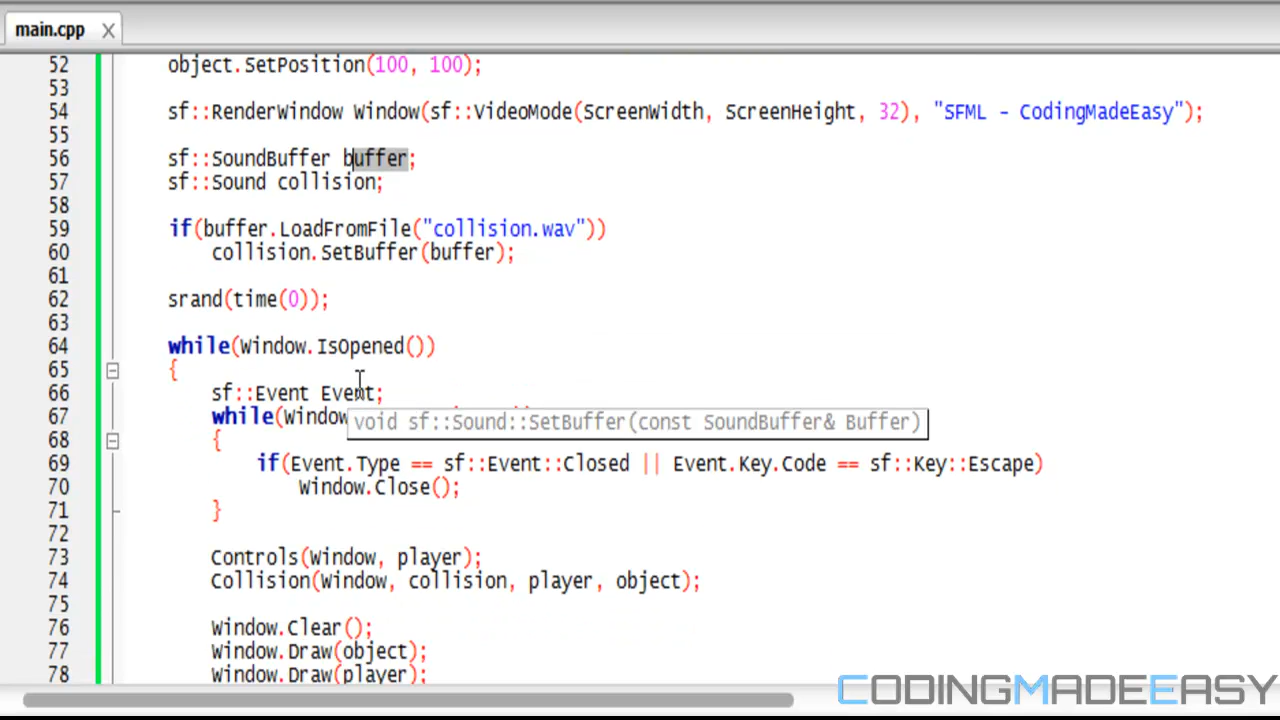 main.cpp
52 object.SetPosition(100, 100);
53
54 sf::RenderWindow Window(sf::VideoMode(ScreenWidth, ScreenHeight, 32), "SFML - CodingMadeEasy");
55
56 sf::SoundBuffer buffer;
57 sf::Sound collision;
58
59 if(buffer.LoadFromFile("collision.wav"))
60 collision.SetBuffer(buffer);
61
62 srand(time(0));
63
64 while(Window.IsOpened())
65 {
66 sf::Event Event;
67 while(Window
void sf::Sound::SetBuffer(const SoundBuffer& Buffer)
68 {
69 if(Event.Type == sf::Event::Closed || Event.Key.Code == sf::Key::Escape)
70 Window.Close();
71 }
72
73 Controls(Window, player);
74 Collision(Window, collision, player, object);
75
76 Window.Clear();
77 Window.Draw(object);
78 Window.Draw(player);
CODINGMADEEASY